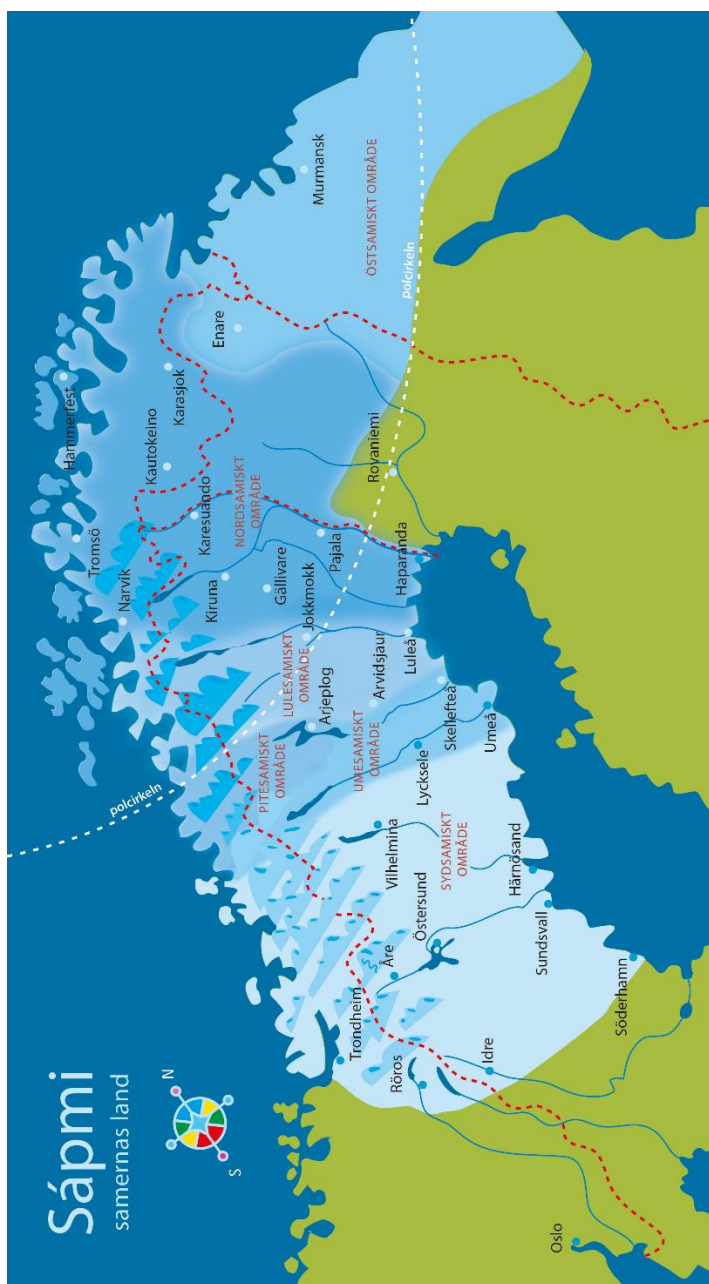 Sápmi
samernas land
N
S
polcirkeln
Hammerfest
Tromsö
Narvik
Kautokeino
Karasjok
Karesuando
Kiruna
Enare
Murmansk
ÖSTSAMISKT OMRÅDE
polcirkeln
NORDSAMISKT
OMRÅDE
Gällivare
Jokkmokk
Pajala
Rovaniemi
Haparanda
LULESAMISKT
OMRÅDE
PITESAMISKT
OMRÅDE
Arjeplog
Arvidsjaur
Luleå
UMESAMISKT
OMRÅDE
Skellefteå
Lycksele
Umeå
Vilhelmina
SYDSAMISKT
OMRÅDE
Trondheim
Åre
Östersund
Härnösand
Sundsvall
Röros
Idre
Söderhamn
Oslo